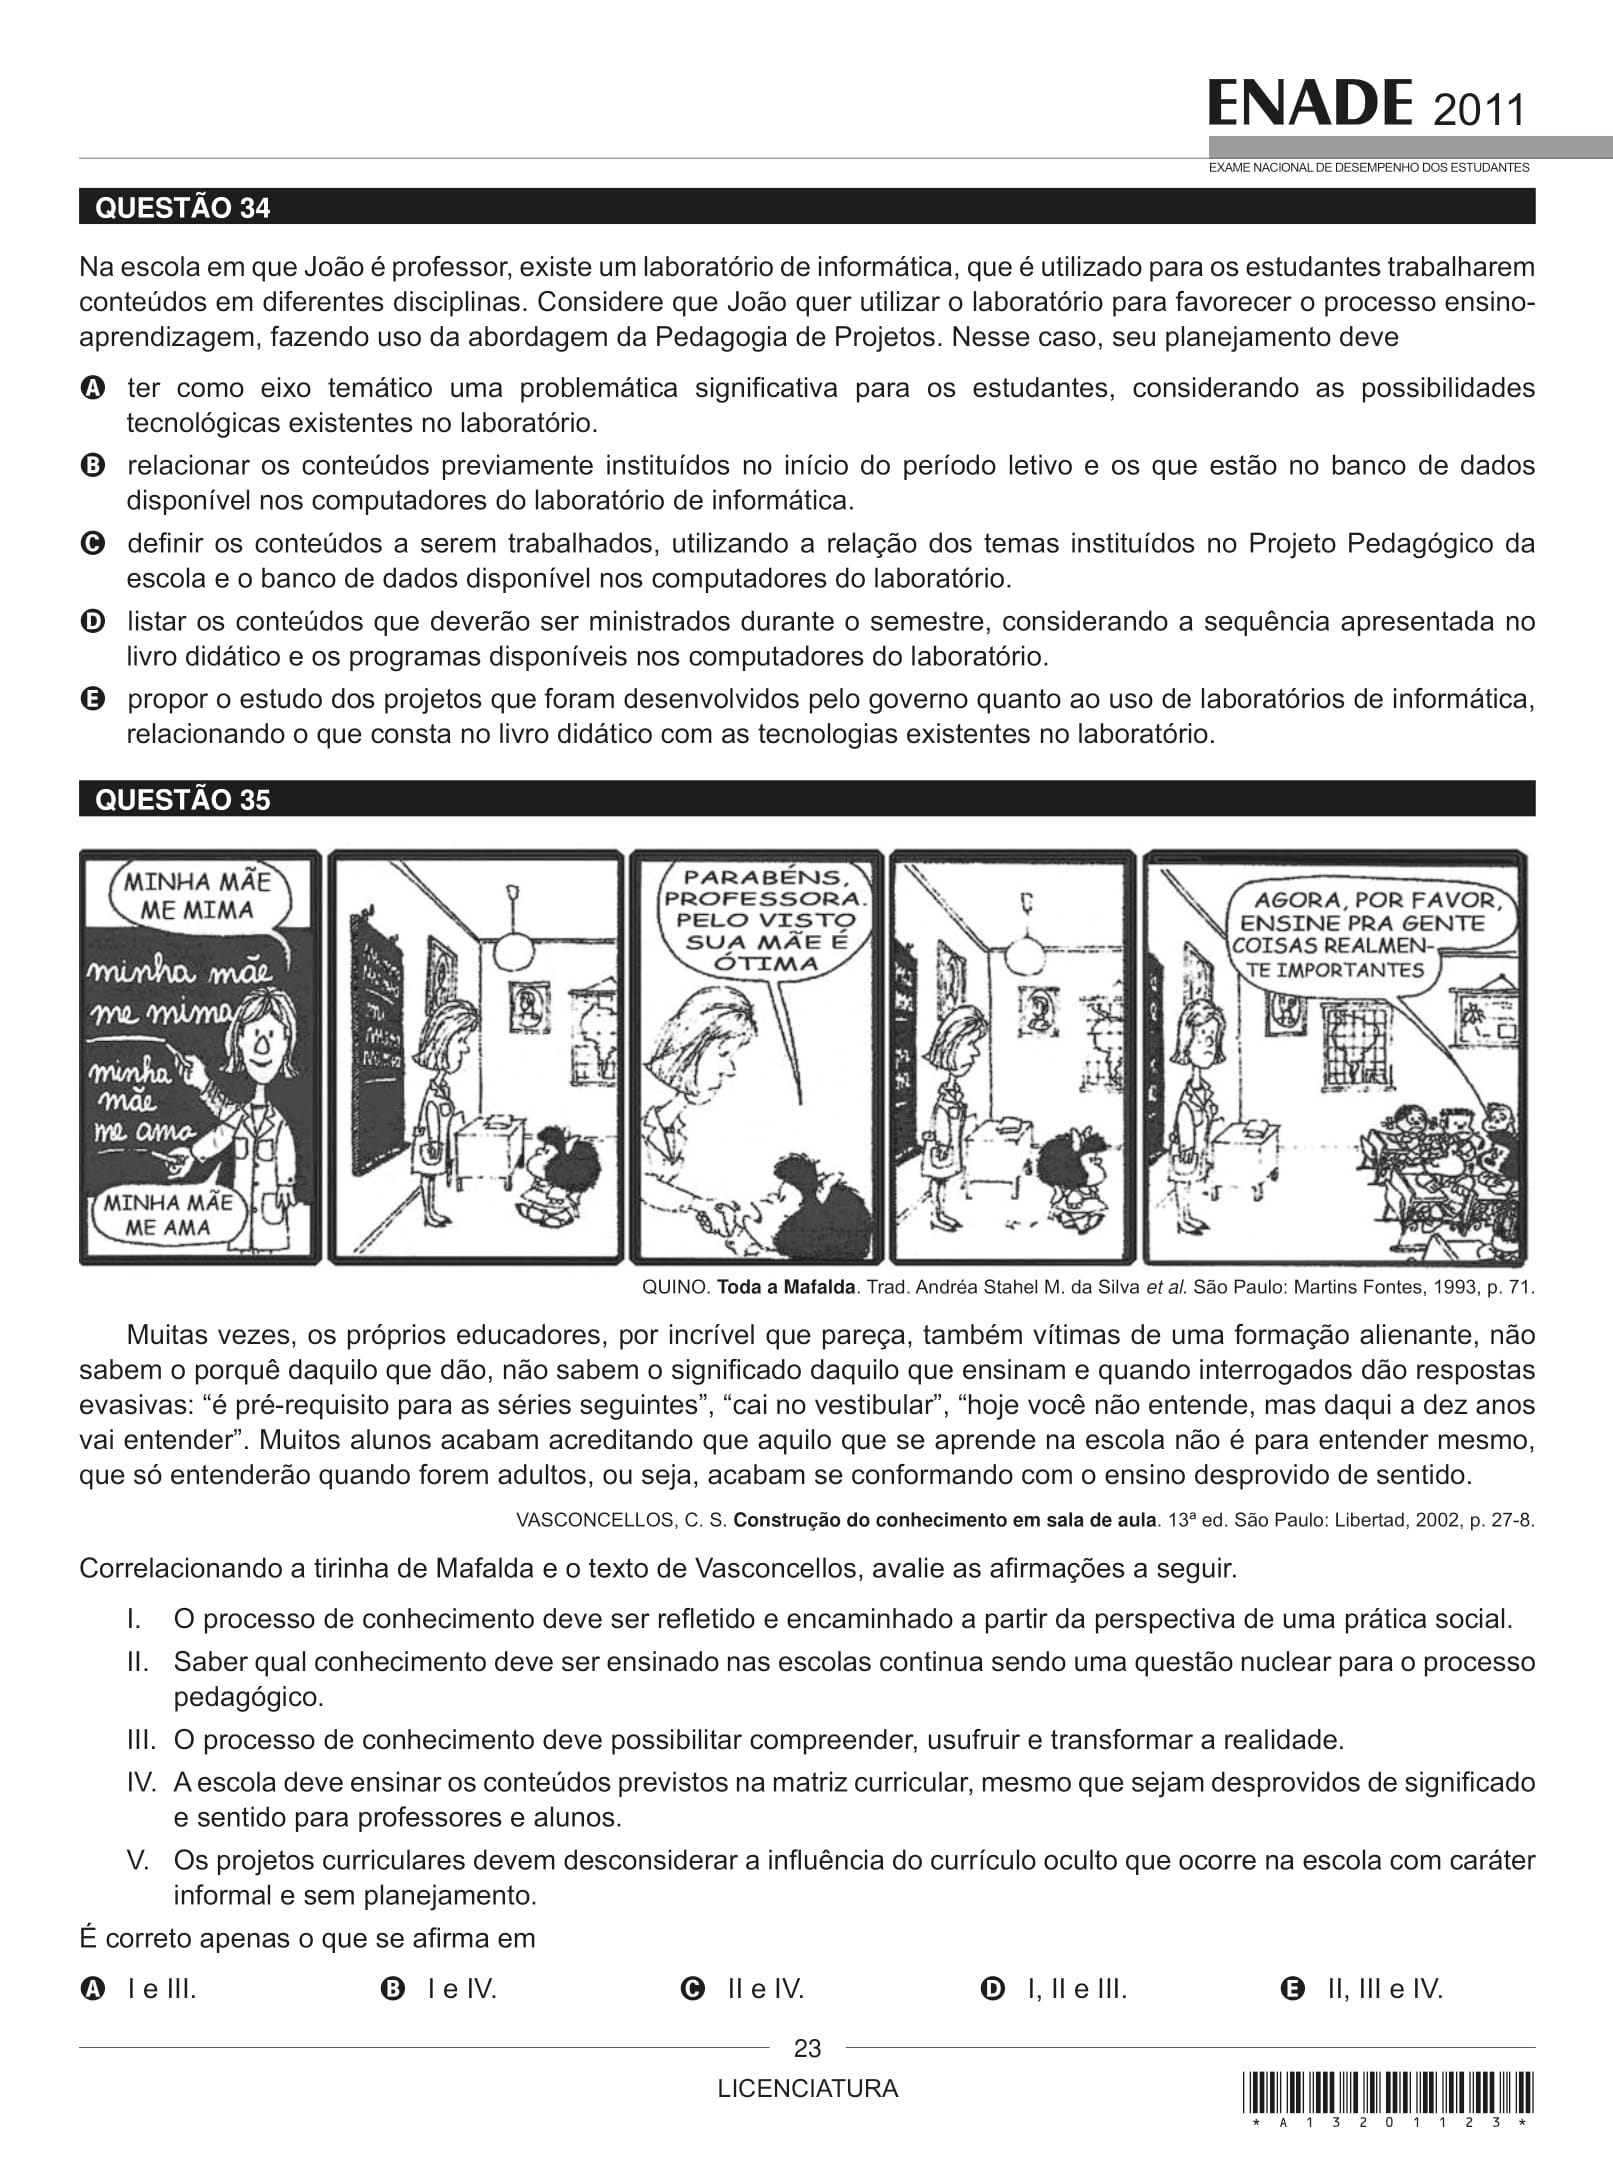 ENADE 2011
EXAME NACIONAL DE DESEMPENHO DOS ESTUDANTES
QUESTÃO 34
Na escola em que João é professor, existe um laboratório de informática, que é utilizado para os estudantes trabalharem
conteúdos em diferentes disciplinas. Considere que João quer utilizar o laboratório para favorecer o processo ensino-
aprendizagem, fazendo uso da abordagem da Pedagogia de Projetos. Nesse caso, seu planejamento deve
A ter como eixo temático uma problemática significativa para os estudantes, considerando as possibilidades
tecnológicas existentes no laboratório.
B relacionar os conteúdos previamente instituídos no início do período letivo e os que estão no banco de dados
disponível nos computadores do laboratório de informática.
C definir os conteúdos a serem trabalhados, utilizando a relação dos temas instituídos no Projeto Pedagógico da
escola e o banco de dados disponível nos computadores do laboratório.
D listar os conteúdos que deverão ser ministrados durante o semestre, considerando a sequência apresentada no
livro didático e os programas disponíveis nos computadores do laboratório.
E propor o estudo dos projetos que foram desenvolvidos pelo governo quanto ao uso de laboratórios de informática,
relacionando o que consta no livro didático com as tecnologias existentes no laboratório.
QUESTÃO 35
MINHA MÃE
ME MIMA
minha mãe
me mima
minha
mãe
me ama
MINHA MÃE
ME AMA
PARABÉNS,
PROFESSORA.
PELO VISTO
SUA MÃE É
ÓTIMA
AGORA, POR FAVOR,
ENSINE PRA GENTE
COISAS REALMEN-
TE IMPORTANTES
QUINO. Toda a Mafalda. Trad. Andréa Stahel M. da Silva et al. São Paulo: Martins Fontes, 1993, p. 71.
Muitas vezes, os próprios educadores, por incrível que pareça, também vítimas de uma formação alienante, não
sabem o porquê daquilo que dão, não sabem o significado daquilo que ensinam e quando interrogados dão respostas
evasivas: “é pré-requisito para as séries seguintes”, “cai no vestibular”, “hoje você não entende, mas daqui a dez anos
vai entender”. Muitos alunos acabam acreditando que aquilo que se aprende na escola não é para entender mesmo,
que só entenderão quando forem adultos, ou seja, acabam se conformando com o ensino desprovido de sentido.
VASCONCELLOS, C. S. Construção do conhecimento em sala de aula. 13ª ed. São Paulo: Libertad, 2002, p. 27-8.
Correlacionando a tirinha de Mafalda e o texto de Vasconcellos, avalie as afirmações a seguir.
I. O processo de conhecimento deve ser refletido e encaminhado a partir da perspectiva de uma prática social.
II. Saber qual conhecimento deve ser ensinado nas escolas continua sendo uma questão nuclear para o processo
pedagógico.
III. O processo de conhecimento deve possibilitar compreender, usufruir e transformar a realidade.
IV. A escola deve ensinar os conteúdos previstos na matriz curricular, mesmo que sejam desprovidos de significado
e sentido para professores e alunos.
V. Os projetos curriculares devem desconsiderar a influência do currículo oculto que ocorre na escola com caráter
informal e sem planejamento.
É correto apenas o que se afirma em
A I e III. B I e IV. C II e IV. D I, II e III. E II, III e IV.
23
LICENCIATURA
* A 1 3 2 0 1 1 2 3 *